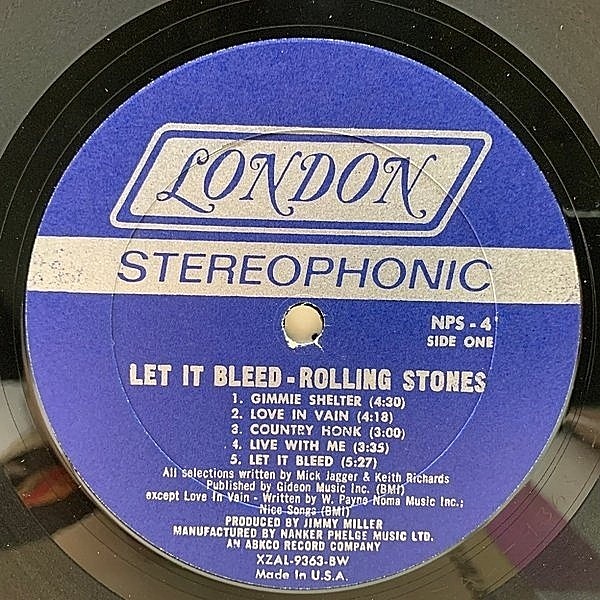 LONDON
STEREOPHONIC
NPS - 4
SIDE ONE
LET IT BLEED - ROLLING STONES
1. GIMMIE SHELTER (4:30)
2. LOVE IN VAIN (4:18)
3. COUNTRY HONK (3:00)
4. LIVE WITH ME (3:35)
5. LET IT BLEED (5:27)
All selections written by Mick Jagger & Keith Richards
Published by Gideon Music Inc. (BMI)
except Love In Vain - Written by W. Payne Noma Music Inc.;
Nice Songs (BMI)
PRODUCED BY JIMMY MILLER
MANUFACTURED BY NANKER PHELGE MUSIC LTD.
AN ABKCO RECORD COMPANY
XZAL-9363-BW
Made in U.S.A.